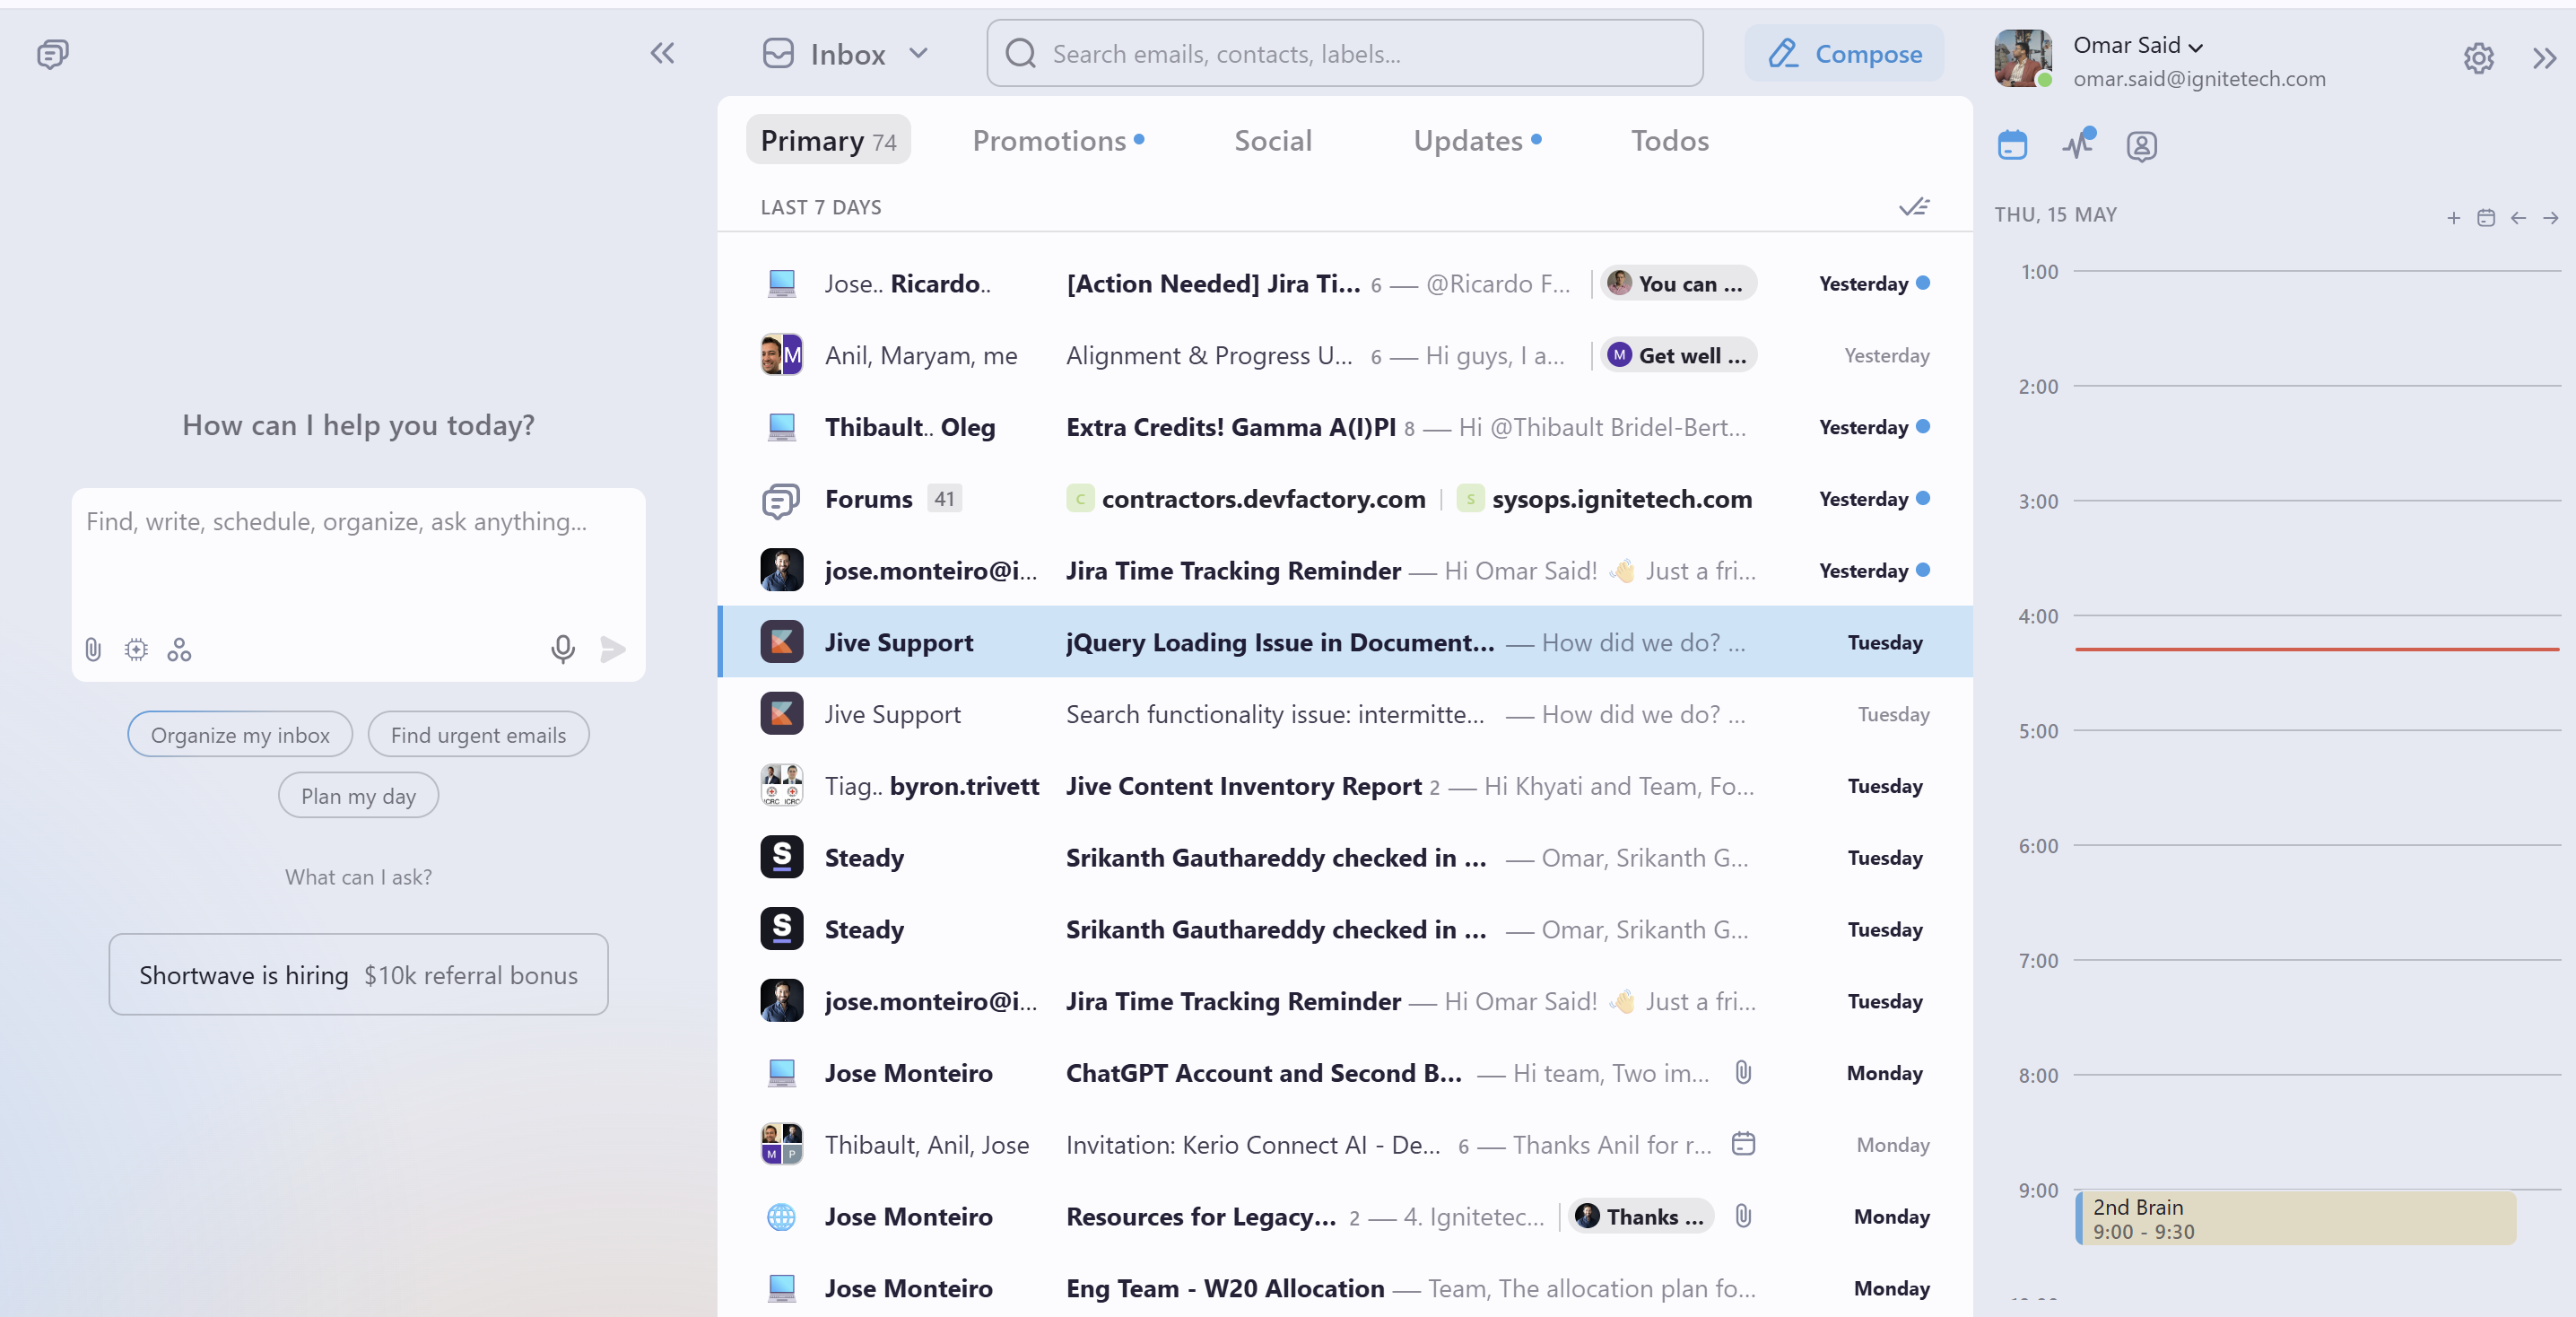 How can I help you today?
Find, write, schedule, organize, ask anything...
Organize my inbox
Find urgent emails
Plan my day
What can I ask?
Shortwave is hiring $10k referral bonus
Inbox
Search emails, contacts, labels...
Compose
Primary 74
Promotions
Social
Updates
Todos
LAST 7 DAYS
Jose.. Ricardo.. [Action Needed] Jira Ti... 6 — @Ricardo F... You can ... Yesterday
M Anil, Maryam, me Alignment & Progress U... 6 — Hi guys, I a... M Get well ... Yesterday
Thibault.. Oleg Extra Credits! Gamma A(I)PI 8 — Hi @Thibault Bridel-Bert... Yesterday
Forums 41 C contractors.devfactory.com S sysops.ignitetech.com Yesterday
jose.monteiro@i... Jira Time Tracking Reminder — Hi Omar Said! 👋 Just a fri... Yesterday
Jive Support jQuery Loading Issue in Document... — How did we do? ... Tuesday
Jive Support Search functionality issue: intermitte... — How did we do? ... Tuesday
ICRC ICRC Tiag.. byron.trivett Jive Content Inventory Report 2 — Hi Khyati and Team, Fo... Tuesday
S Steady Srikanth Gauthareddy checked in ... — Omar, Srikanth G... Tuesday
S Steady Srikanth Gauthareddy checked in ... — Omar, Srikanth G... Tuesday
jose.monteiro@i... Jira Time Tracking Reminder — Hi Omar Said! 👋 Just a fri... Tuesday
Jose Monteiro ChatGPT Account and Second B... — Hi team, Two im... Monday
M P Thibault, Anil, Jose Invitation: Kerio Connect AI - De... 6 — Thanks Anil for r... Monday
Jose Monteiro Resources for Legacy... 2 — 4. Ignitetec... Thanks ... Monday
Jose Monteiro Eng Team - W20 Allocation — Team, The allocation plan fo... Monday
Omar Said
omar.said@ignitetech.com
THU, 15 MAY
1:00
2:00
3:00
4:00
5:00
6:00
7:00
8:00
9:00
2nd Brain
9:00 - 9:30